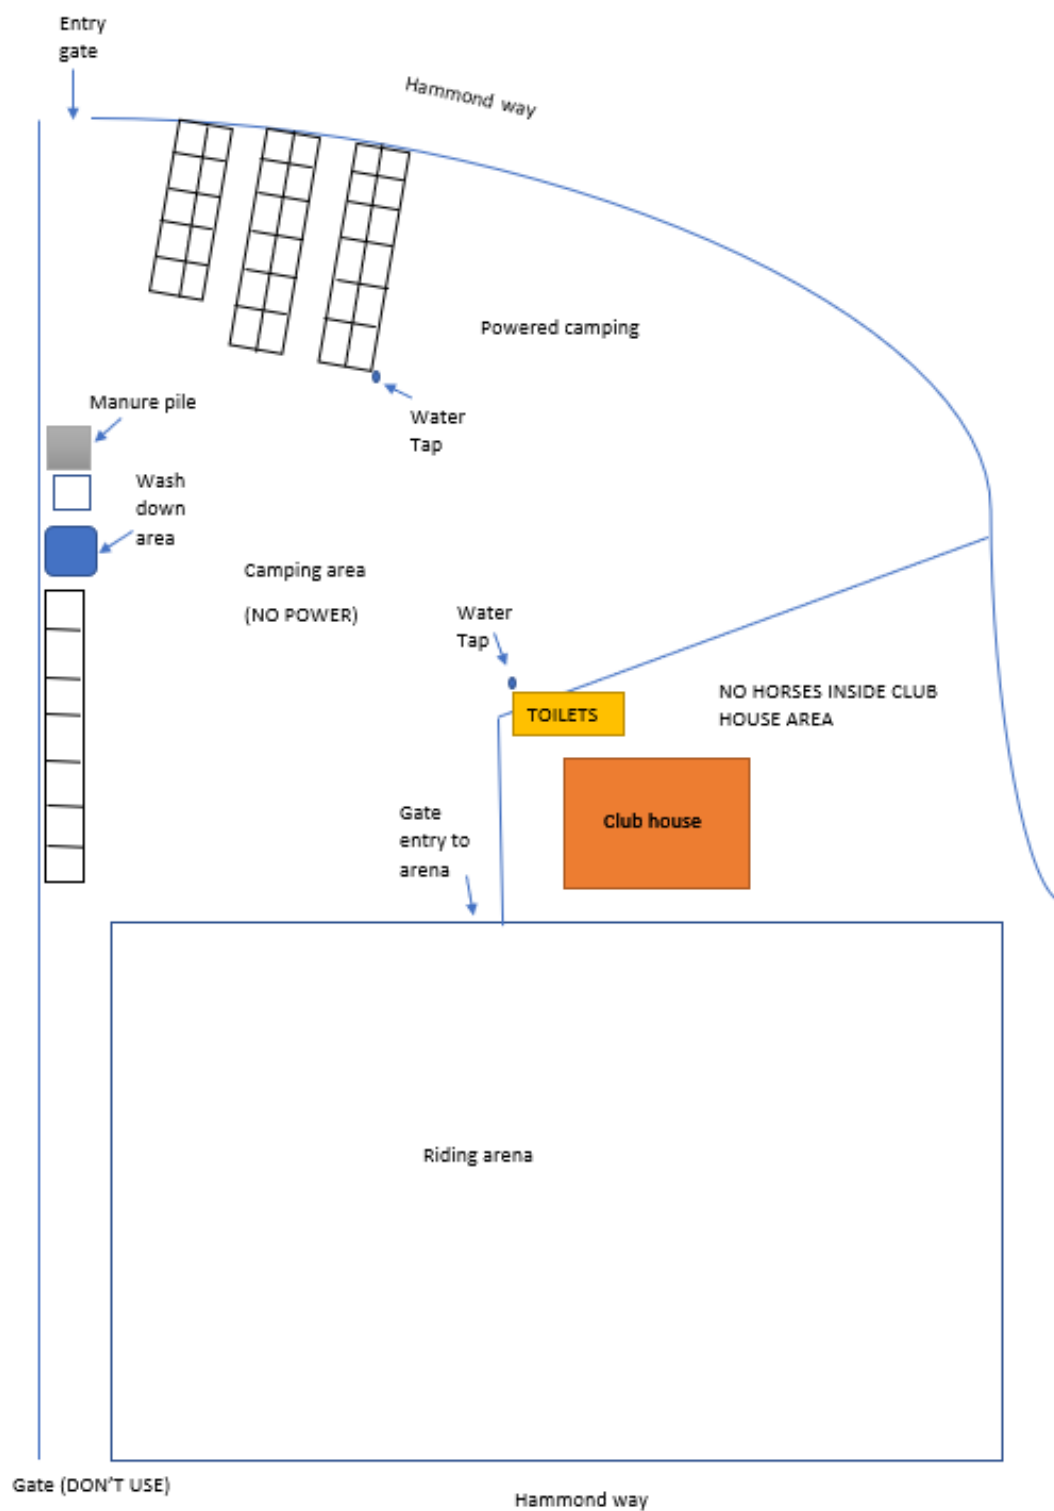 Entry
gate
Hammond way
Powered camping
Manure pile
Water
Tap
Wash
down
area
Camping area
(NO POWER)
Water
Tap
TOILETS
NO HORSES INSIDE CLUB
HOUSE AREA
Gate
entry to
arena
Club house
Riding arena
Gate (DON'T USE)
Hammond way